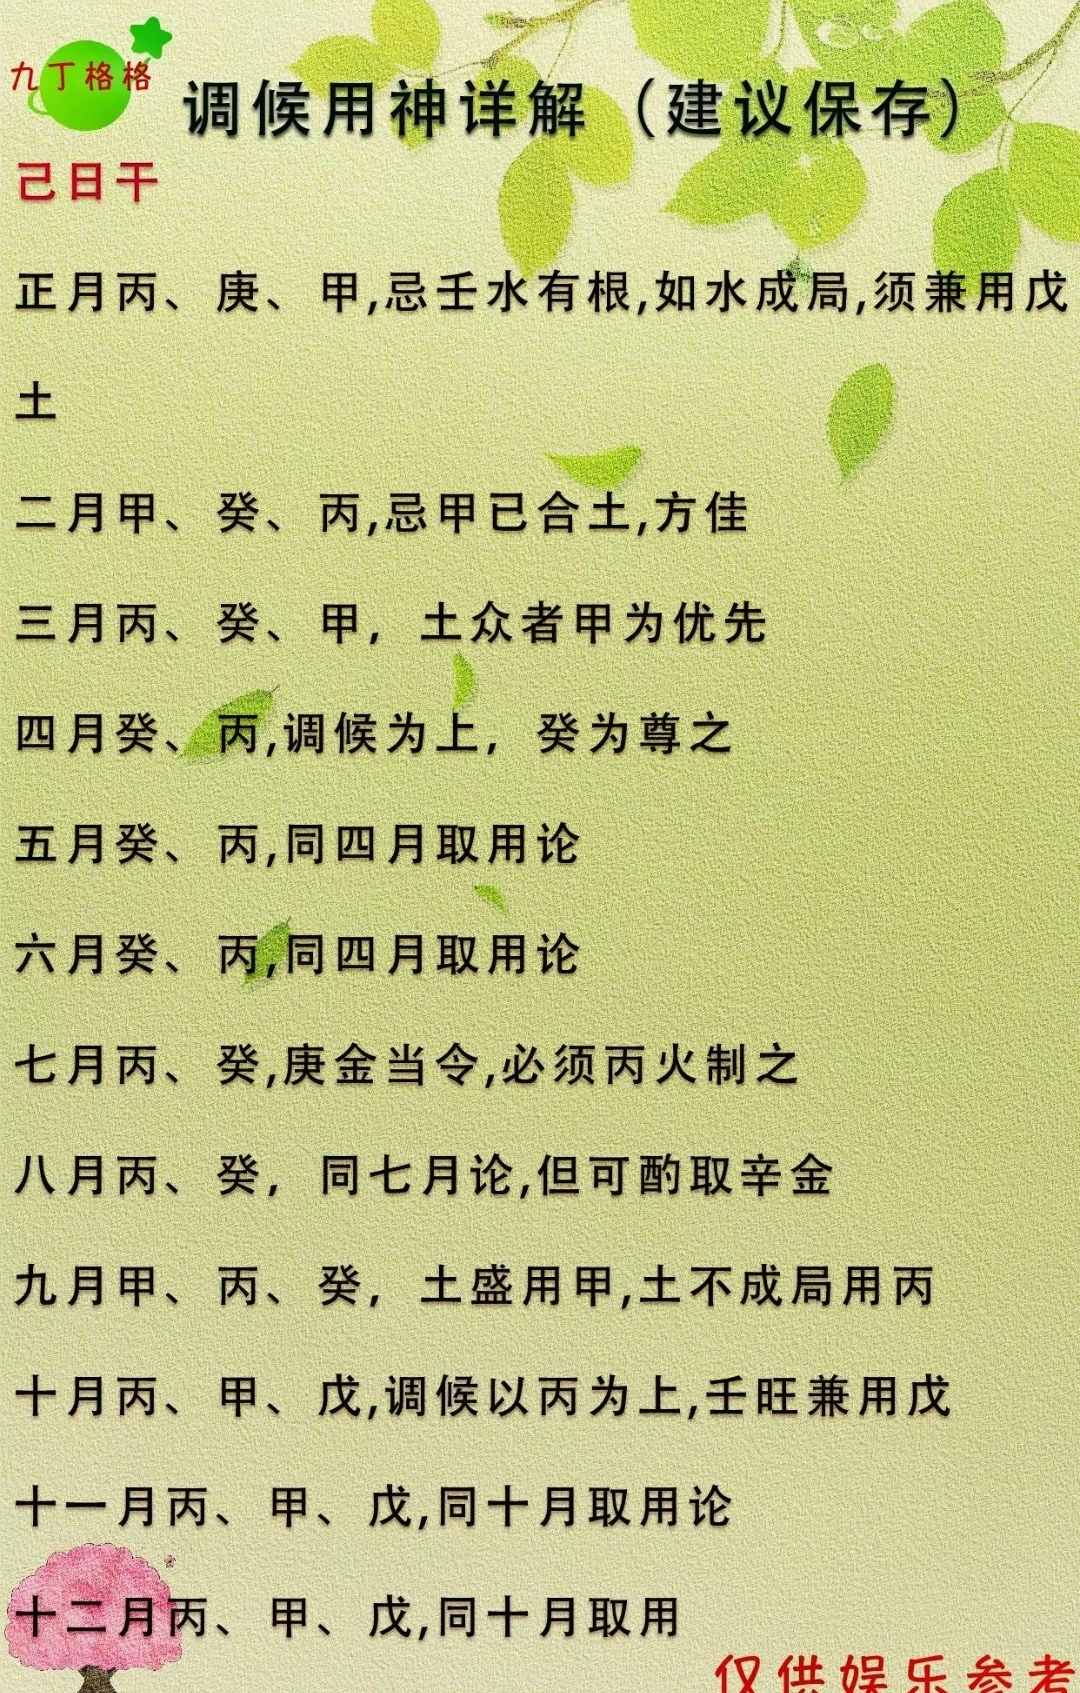 九丁格格
调候用神详解（建议保存）
己日干
正月丙、庚、甲,忌壬水有根,如水成局,须兼用戊
土
二月甲、癸、丙,忌甲已合土,方佳
三月丙、癸、甲，土众者甲为优先
四月癸、丙,调候为上，癸为尊之
五月癸、丙,同四月取用论
六月癸、丙,同四月取用论
七月丙、癸,庚金当令,必须丙火制之
八月丙、癸，同七月论,但可酌取辛金
九月甲、丙、癸，土盛用甲,土不成局用丙
十月丙、甲、戊,调候以丙为上,壬旺兼用戊
十一月丙、甲、戊,同十月取用论
十二月丙、甲、戊,同十月取用
仅供娱乐参考